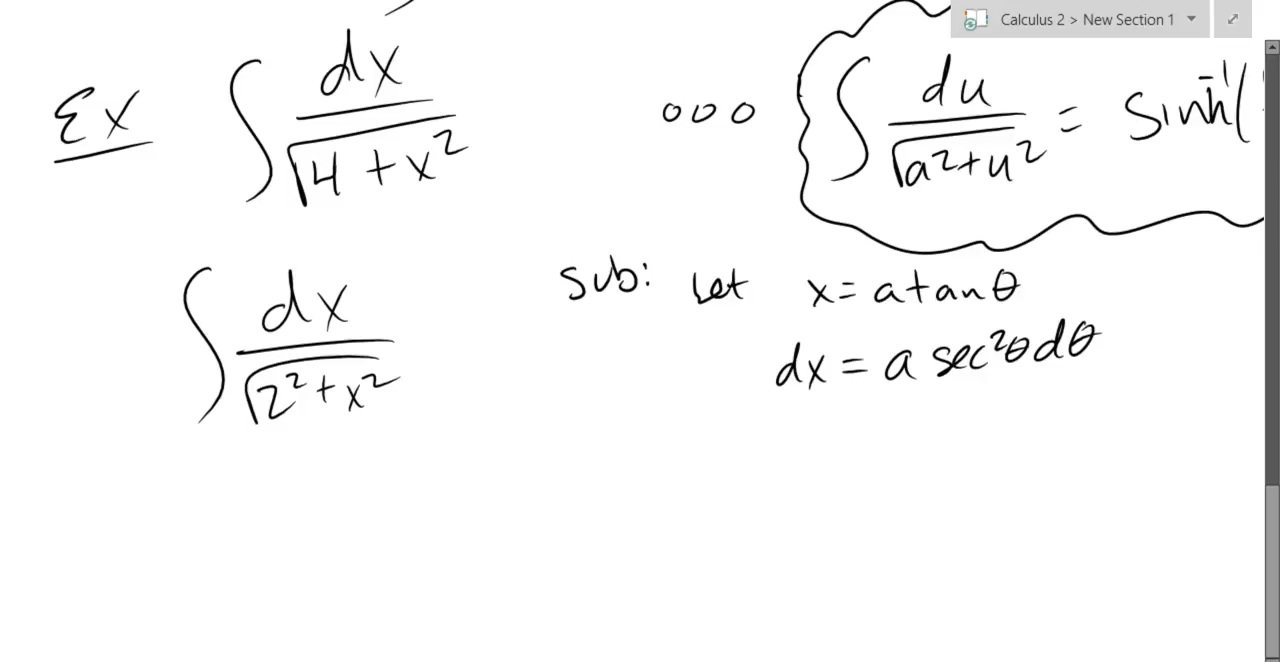 Calculus 2 > New Section 1
Ex ∫ dx / √(4 + x²) ooo ∫ du / √(a² + u²) = sinh⁻¹(
∫ dx / √(2² + x²) sub: Let x = a tan θ
dx = a sec²θ dθ